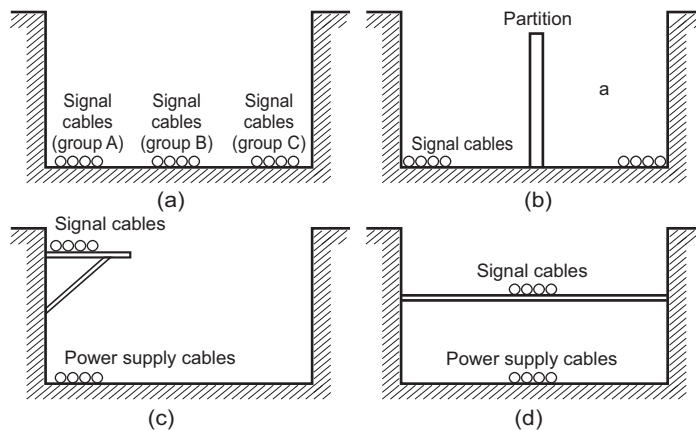 Signal
cables
(group A)
Signal
cables
(group B)
Signal
cables
(group C)
(a)
Partition
a
Signal cables
(b)
Signal cables
Power supply cables
(c)
Signal cables
Power supply cables
(d)